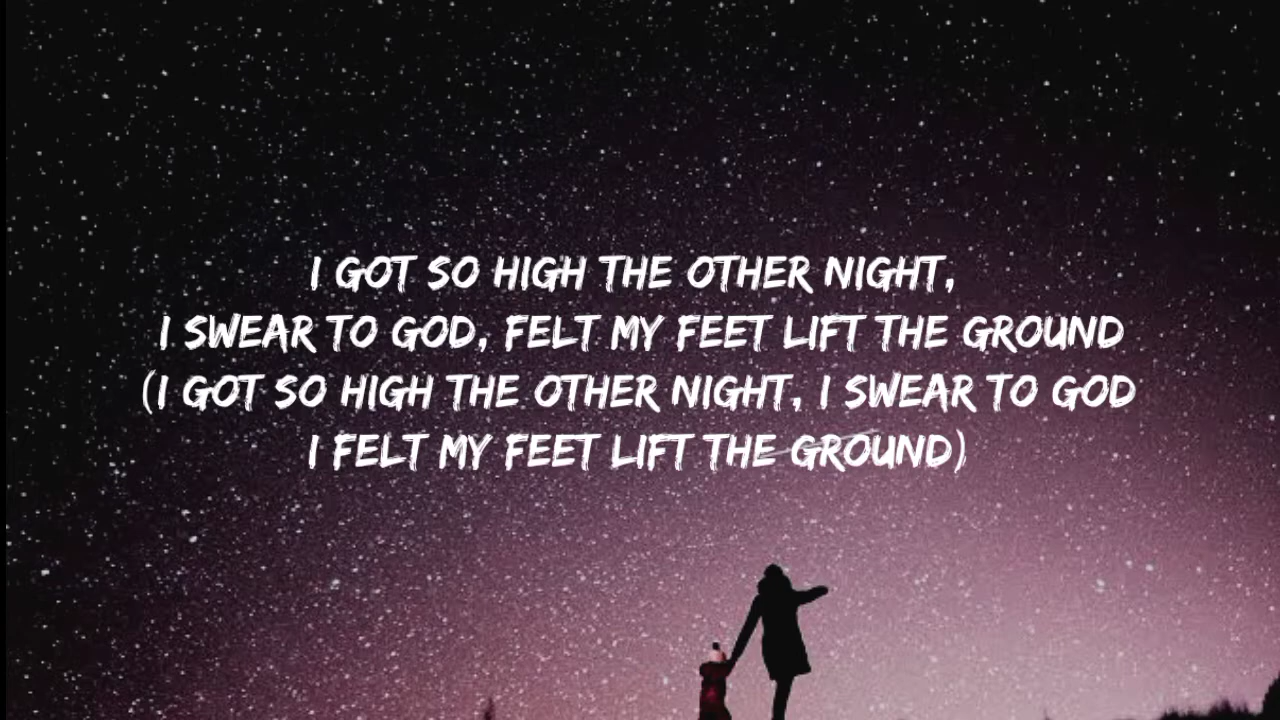 I GOT SO HIGH THE OTHER NIGHT,
I SWEAR TO GOD, FELT MY FEET LIFT THE GROUND
(I GOT SO HIGH THE OTHER NIGHT, I SWEAR TO GOD
I FELT MY FEET LIFT THE GROUND)